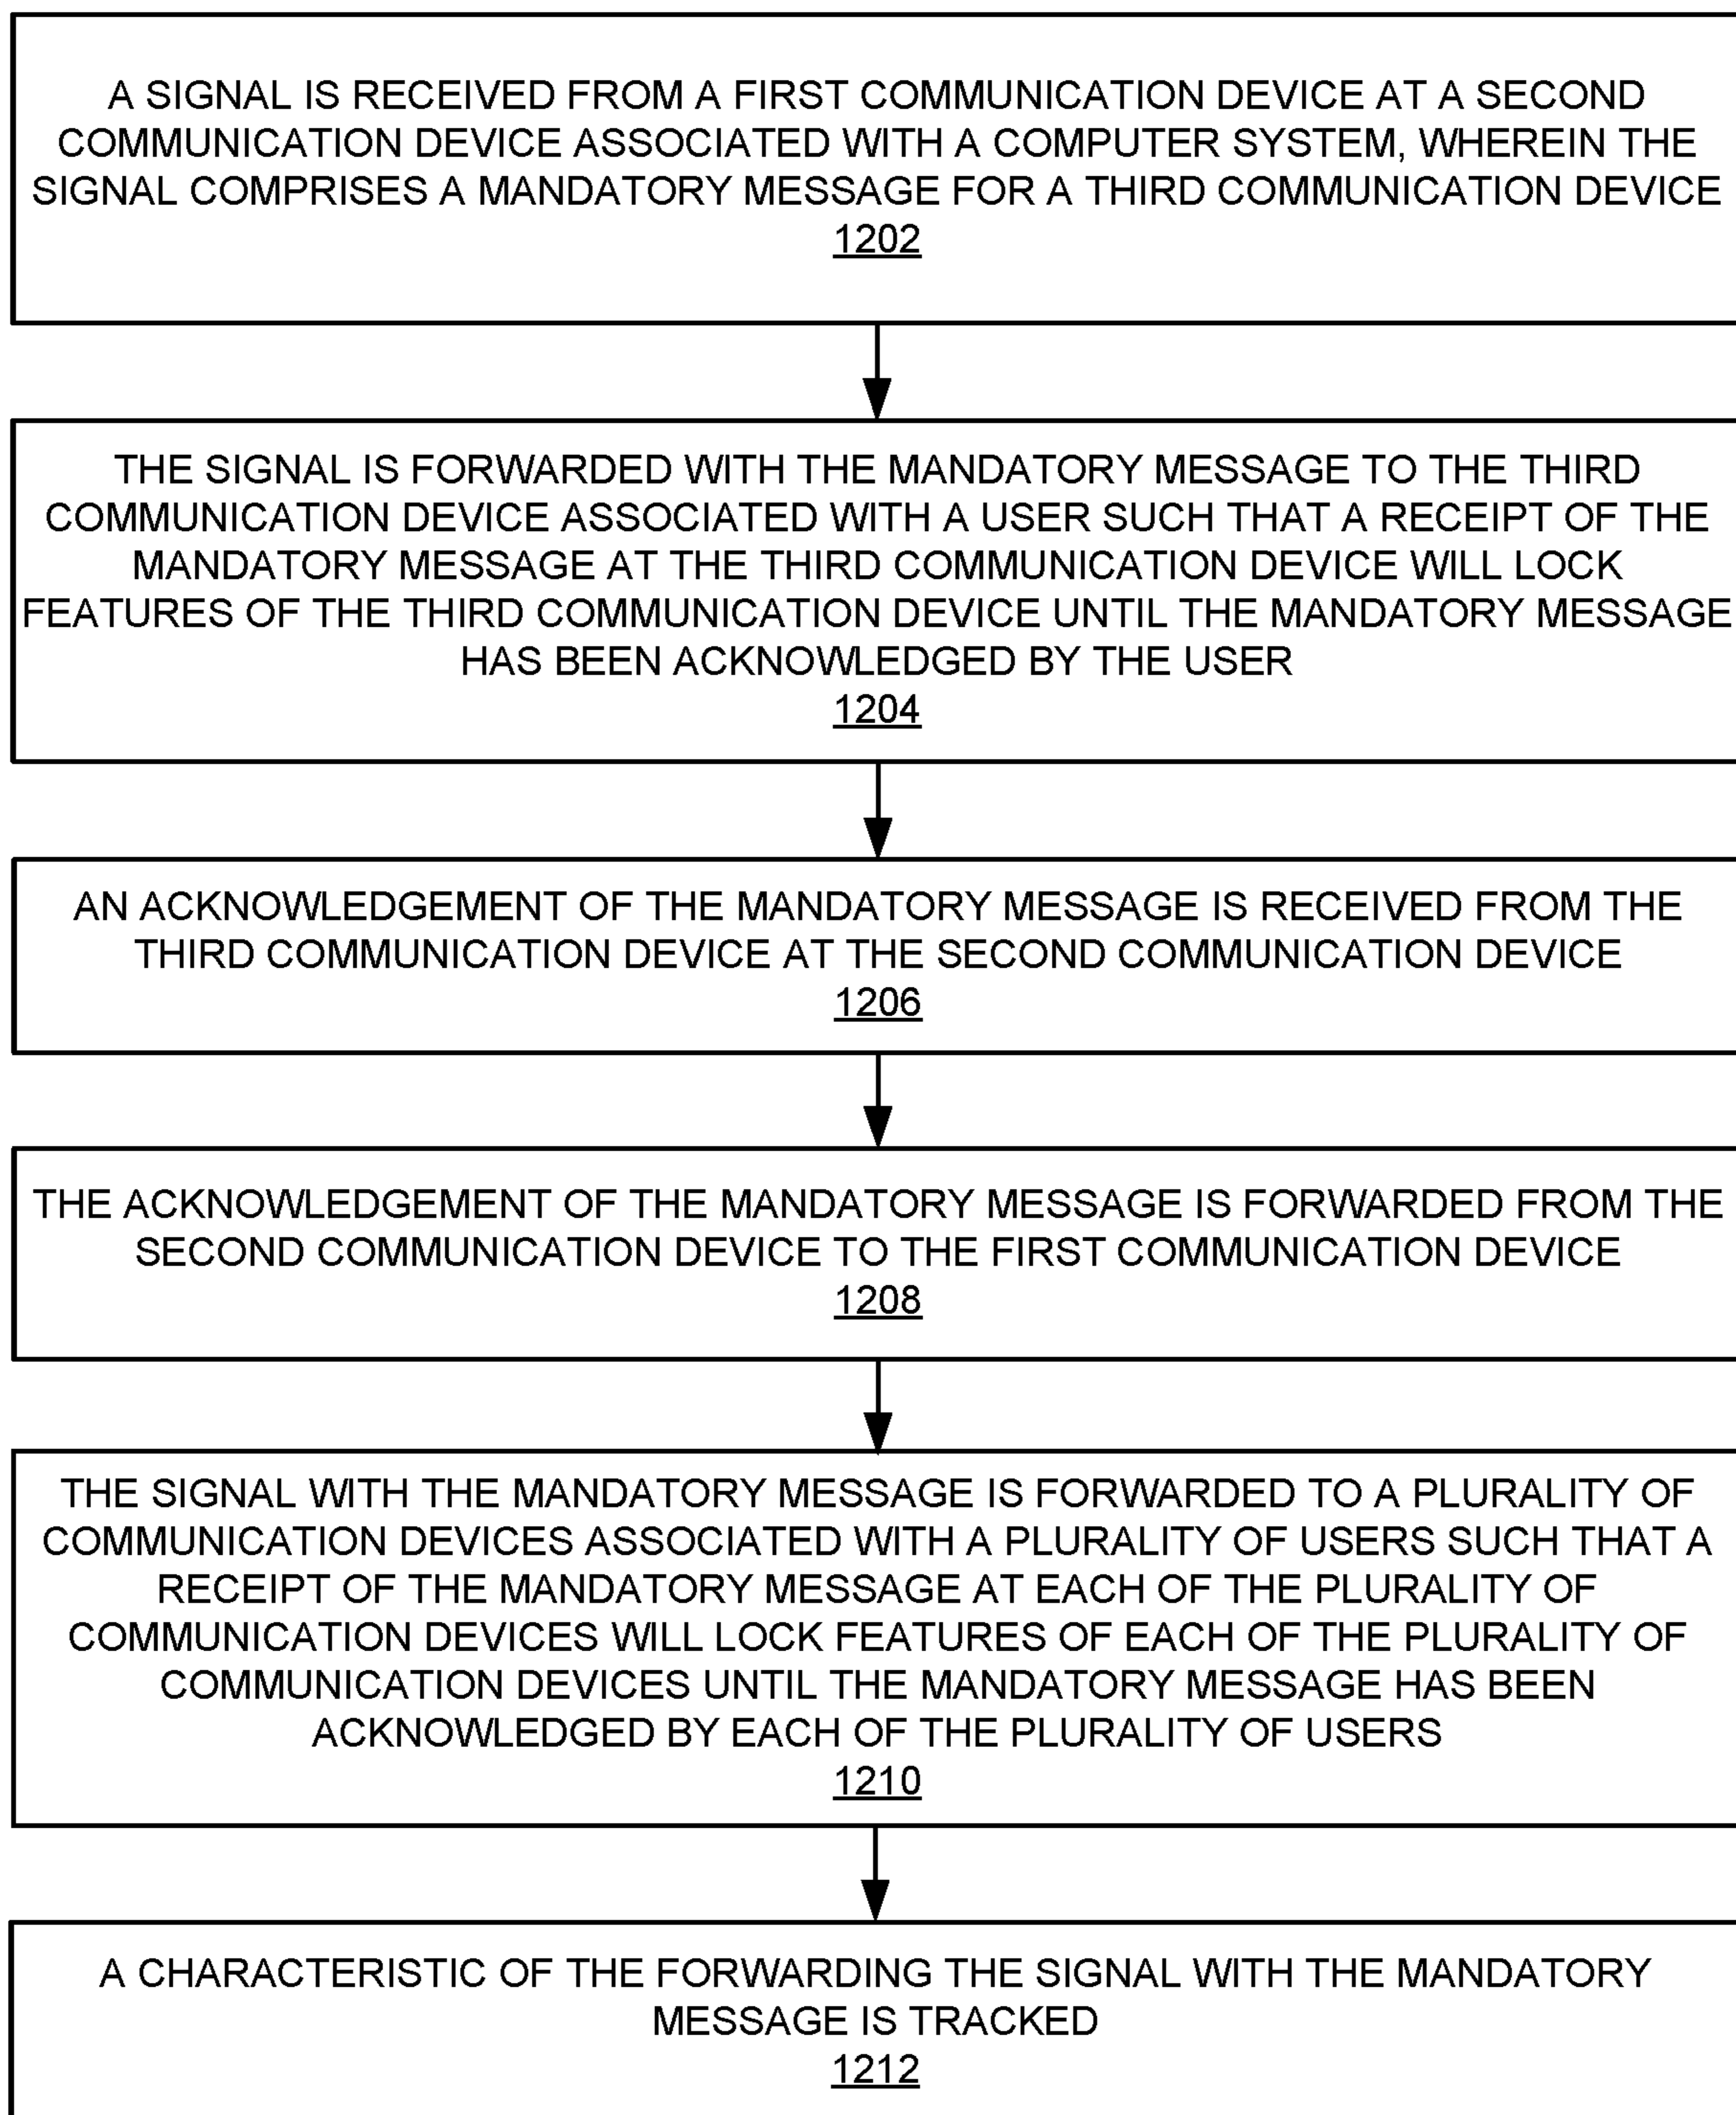 A SIGNAL IS RECEIVED FROM A FIRST COMMUNICATION DEVICE AT A SECOND
COMMUNICATION DEVICE ASSOCIATED WITH A COMPUTER SYSTEM, WHEREIN THE
SIGNAL COMPRISES A MANDATORY MESSAGE FOR A THIRD COMMUNICATION DEVICE
1202
THE SIGNAL IS FORWARDED WITH THE MANDATORY MESSAGE TO THE THIRD
COMMUNICATION DEVICE ASSOCIATED WITH A USER SUCH THAT A RECEIPT OF THE
MANDATORY MESSAGE AT THE THIRD COMMUNICATION DEVICE WILL LOCK
FEATURES OF THE THIRD COMMUNICATION DEVICE UNTIL THE MANDATORY MESSAGE
HAS BEEN ACKNOWLEDGED BY THE USER
1204
AN ACKNOWLEDGEMENT OF THE MANDATORY MESSAGE IS RECEIVED FROM THE
THIRD COMMUNICATION DEVICE AT THE SECOND COMMUNICATION DEVICE
1206
THE ACKNOWLEDGEMENT OF THE MANDATORY MESSAGE IS FORWARDED FROM THE
SECOND COMMUNICATION DEVICE TO THE FIRST COMMUNICATION DEVICE
1208
THE SIGNAL WITH THE MANDATORY MESSAGE IS FORWARDED TO A PLURALITY OF
COMMUNICATION DEVICES ASSOCIATED WITH A PLURALITY OF USERS SUCH THAT A
RECEIPT OF THE MANDATORY MESSAGE AT EACH OF THE PLURALITY OF
COMMUNICATION DEVICES WILL LOCK FEATURES OF EACH OF THE PLURALITY OF
COMMUNICATION DEVICES UNTIL THE MANDATORY MESSAGE HAS BEEN
ACKNOWLEDGED BY EACH OF THE PLURALITY OF USERS
1210
A CHARACTERISTIC OF THE FORWARDING THE SIGNAL WITH THE MANDATORY
MESSAGE IS TRACKED
1212